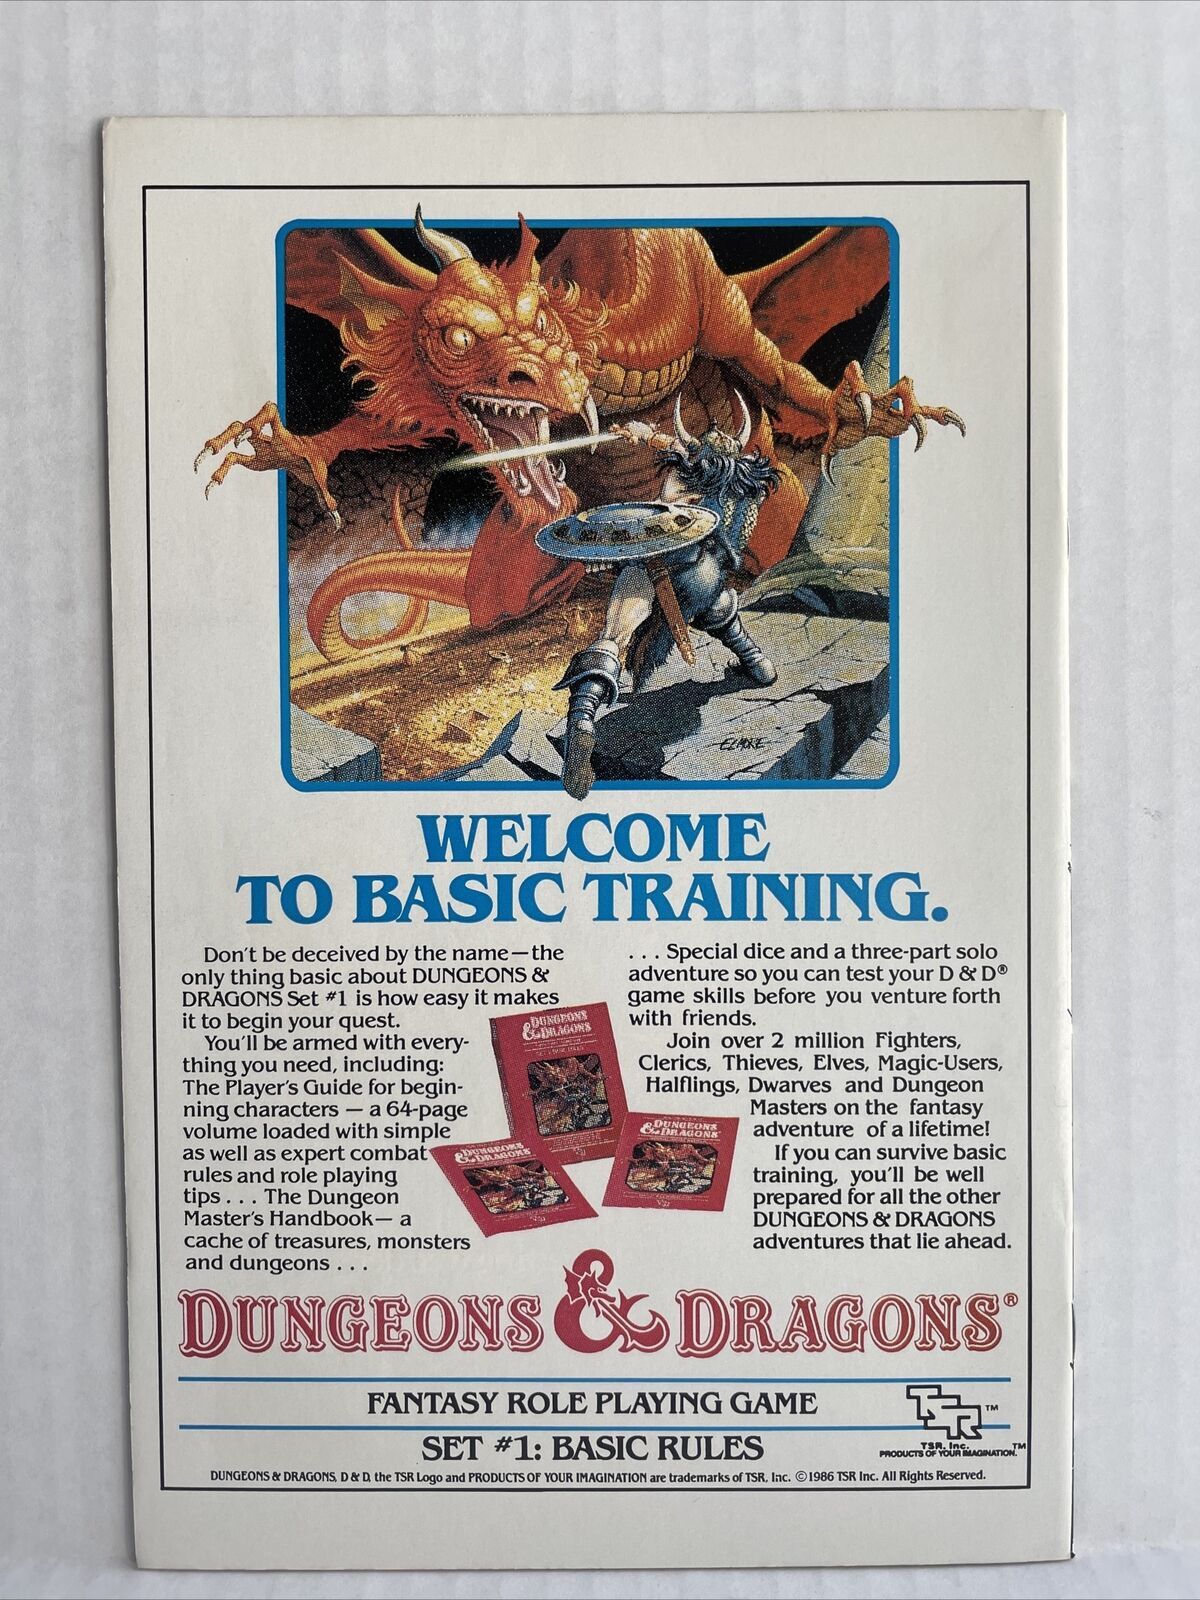 ELMORE
WELCOME
TO BASIC TRAINING.
Don't be deceived by the name—the
only thing basic about DUNGEONS &
DRAGONS Set #1 is how easy it makes
it to begin your quest.
You'll be armed with every-
thing you need, including:
The Player's Guide for begin-
ning characters — a 64-page
volume loaded with simple
as well as expert combat
rules and role playing
tips . . . The Dungeon
Master's Handbook— a
cache of treasures, monsters
and dungeons . . .
. . . Special dice and a three-part solo
adventure so you can test your D & D®
game skills before you venture forth
with friends.
Join over 2 million Fighters,
Clerics, Thieves, Elves, Magic-Users,
Halflings, Dwarves and Dungeon
Masters on the fantasy
adventure of a lifetime!
If you can survive basic
training, you'll be well
prepared for all the other
DUNGEONS & DRAGONS
adventures that lie ahead.
DUNGEONS
& DRAGONS
DUNGEONS
& DRAGONS
DUNGEONS
& DRAGONS
DUNGEONS & DRAGONS®
FANTASY ROLE PLAYING GAME
SET #1: BASIC RULES
TSR™
TSR, Inc.
PRODUCTS OF YOUR IMAGINATION.™
DUNGEONS & DRAGONS, D & D, the TSR Logo and PRODUCTS OF YOUR IMAGINATION are trademarks of TSR, Inc. ©1986 TSR Inc. All Rights Reserved.